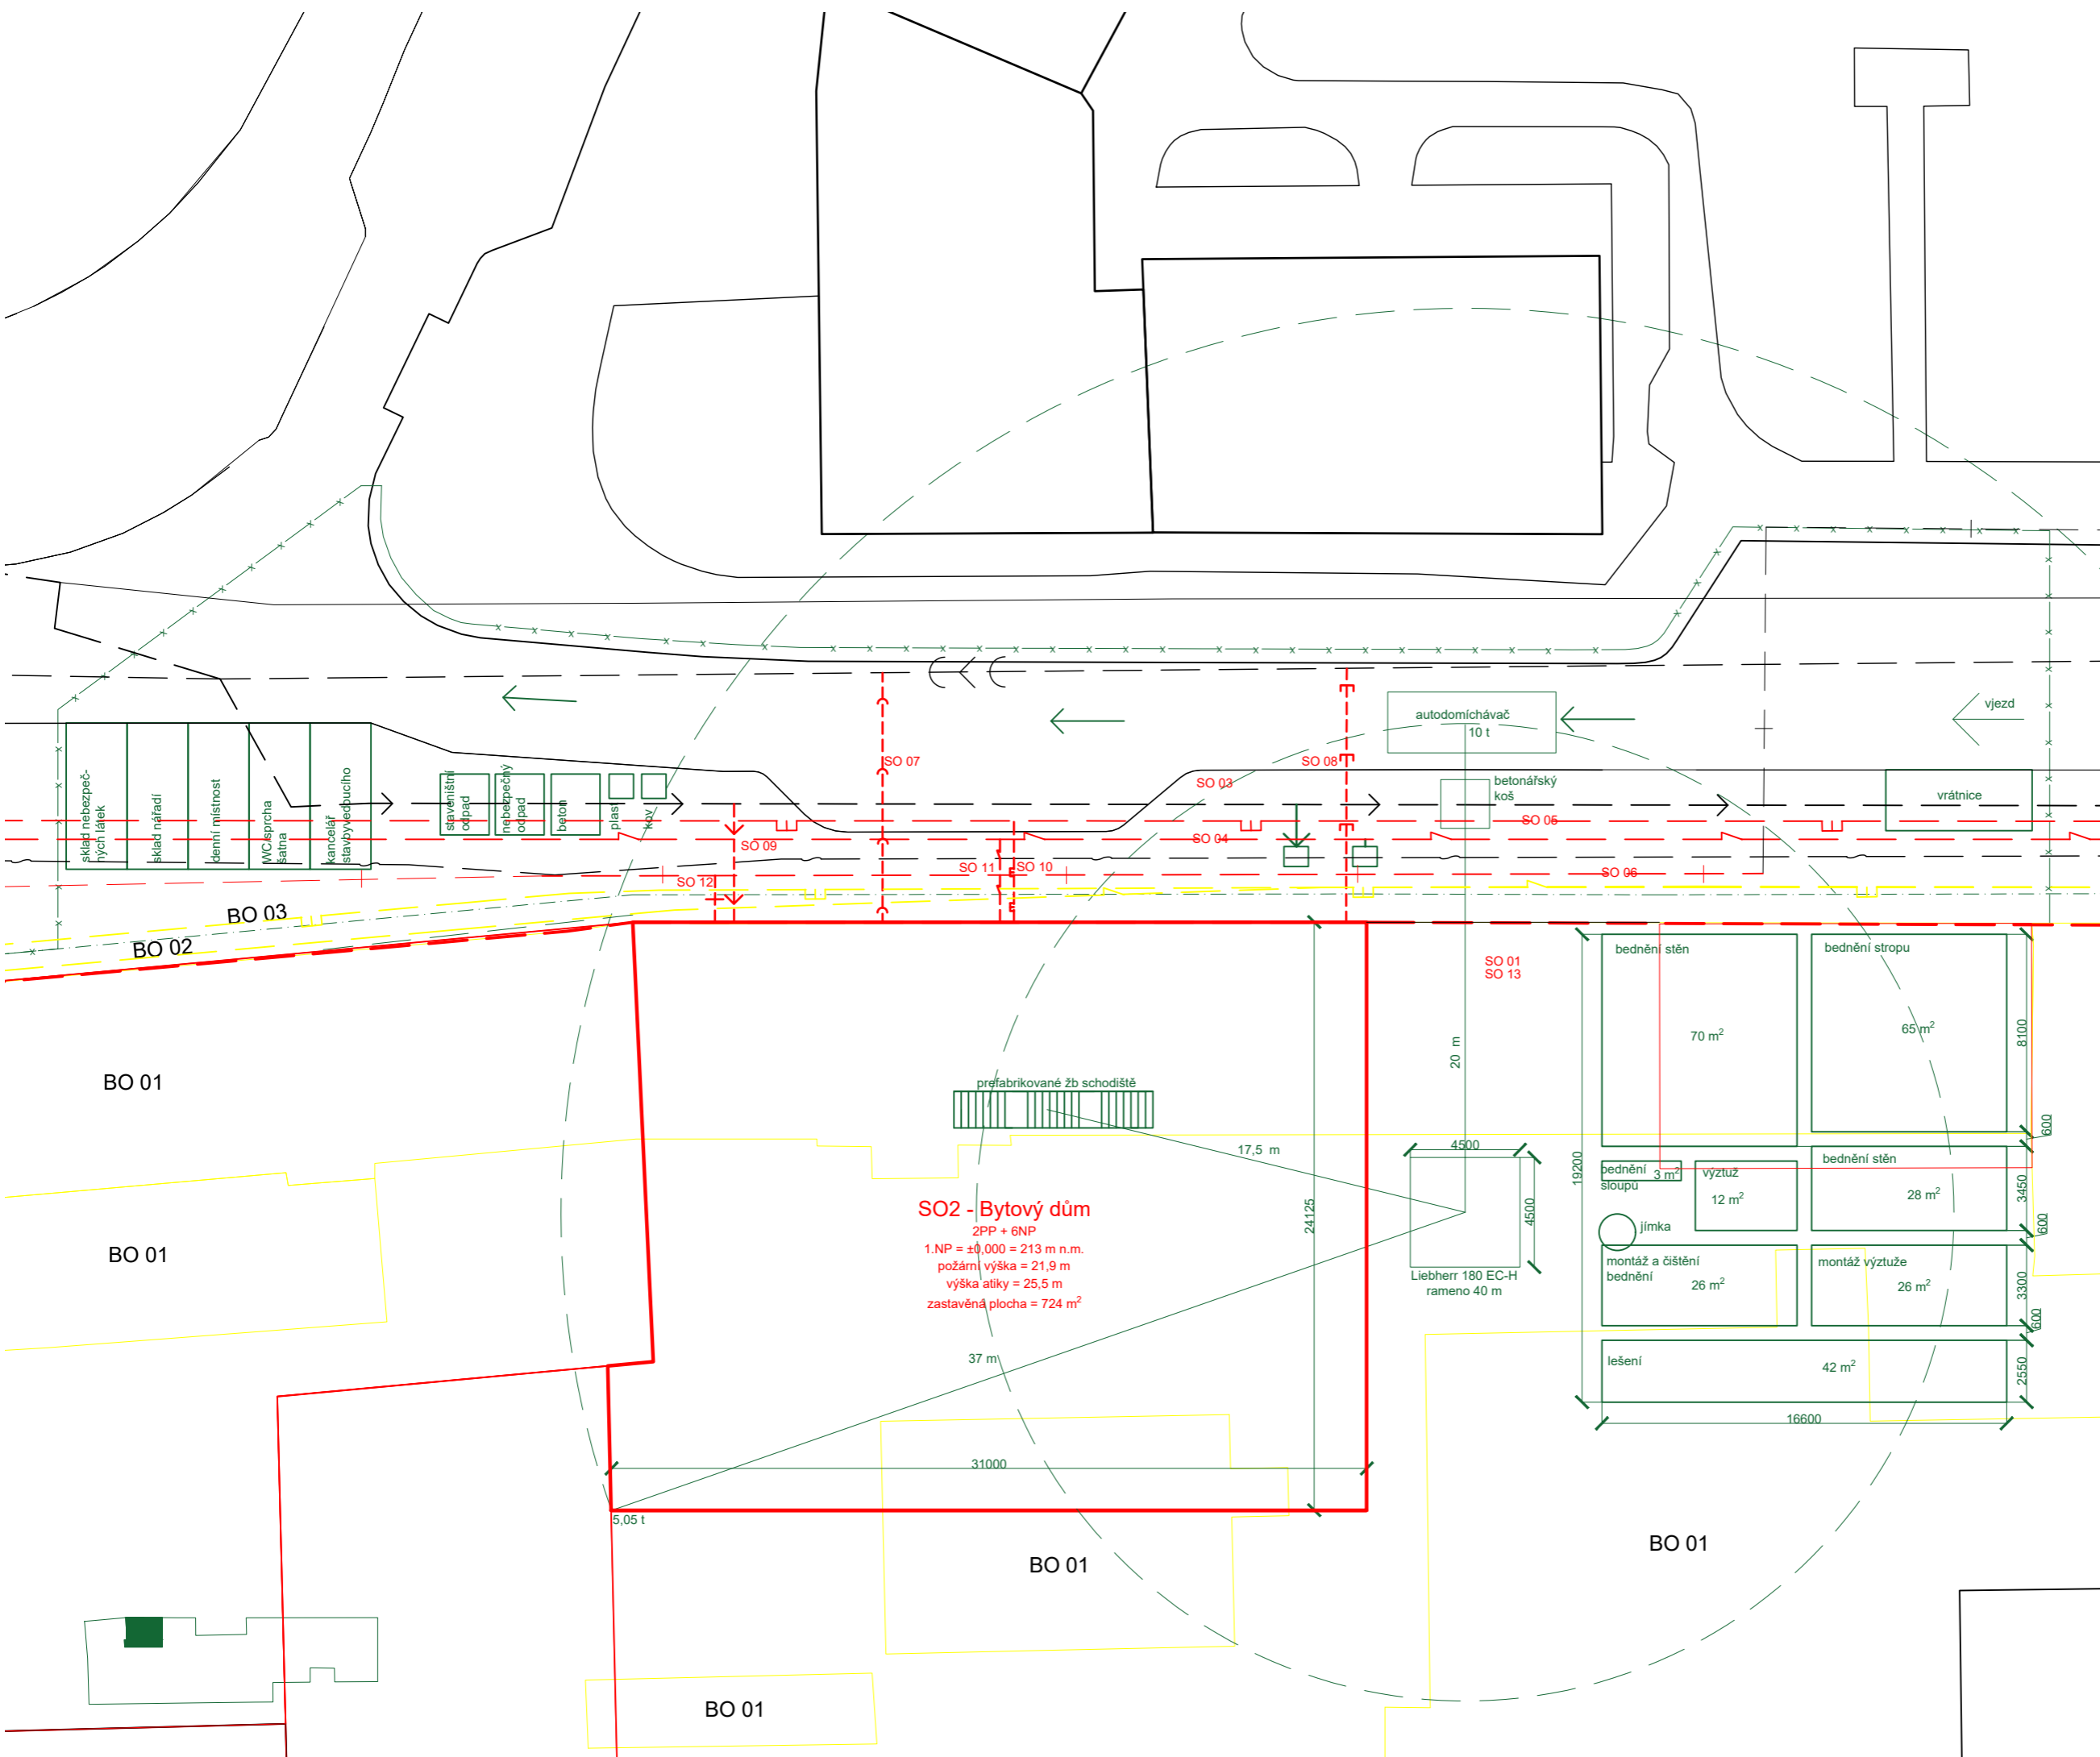 vjezd
autodomíchávač
10 t
SO 07
SO 08
SO 03
betonářský
koš
vrátnice
SO 05
sklad nebezpeč-
ných látek
sklad nářadí
denní místnost
WC/sprcha
šatna
kancelář
stavbyvedoucího
staveništní
odpad
nebezpečný
odpad
beton
plast
kov
SO 09
SO 04
SO 11
SO 10
SO 12
SO 06
BO 03
BO 02
SO 01
SO 13
bednění stěn
70 m²
bednění stropu
65 m²
8100
600
20 m
BO 01
prefabrikované žb schodiště
17,5 m
4500
4500
19200
24125
bednění
sloupů
3 m²
výztuž
12 m²
bednění stěn
28 m²
3450
600
SO2 - Bytový dům
2PP + 6NP
1.NP = ±0,000 = 213 m n.m.
požární výška = 21,9 m
výška atiky = 25,5 m
zastavěná plocha = 724 m²
jímka
BO 01
montáž a čištění
bednění
26 m²
montáž výztuže
26 m²
3300
600
Liebherr 180 EC-H
rameno 40 m
37 m
lešení
42 m²
2550
16600
31000
5,05 t
BO 01
BO 01
BO 01